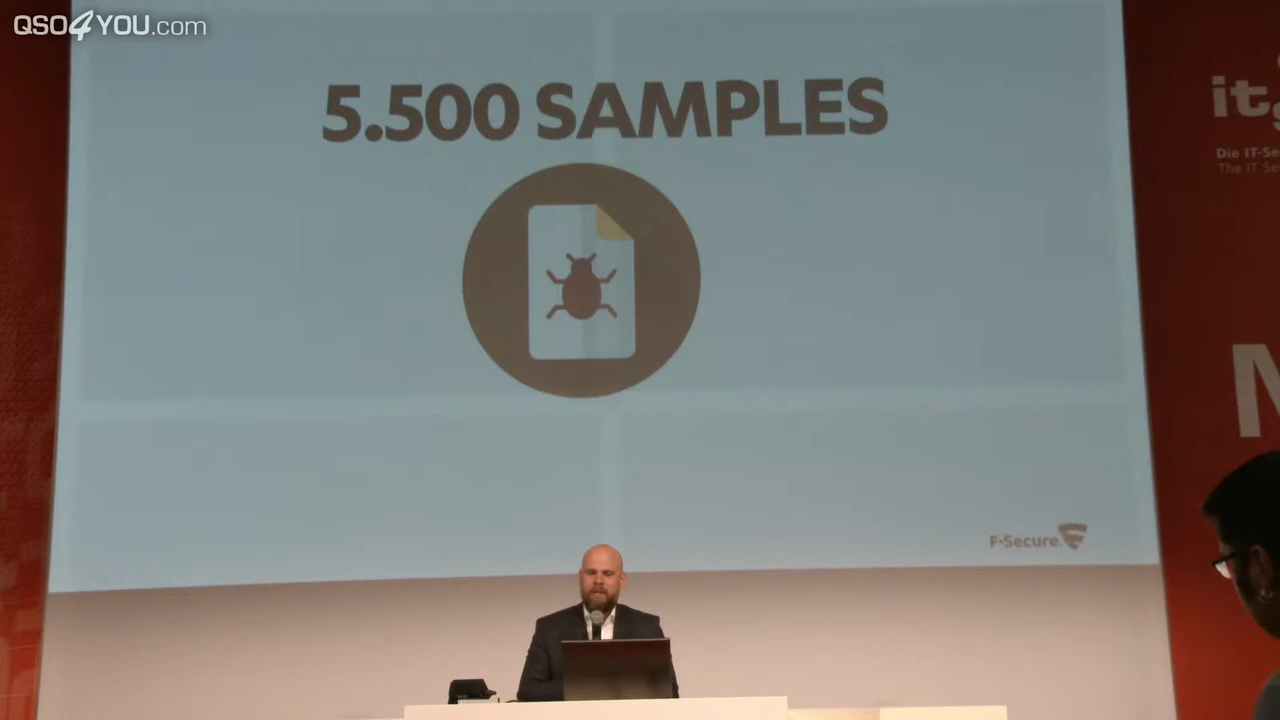 QSO4YOU.com
5.500 SAMPLES
it
Die IT-Se
The IT-Se
F-Secure